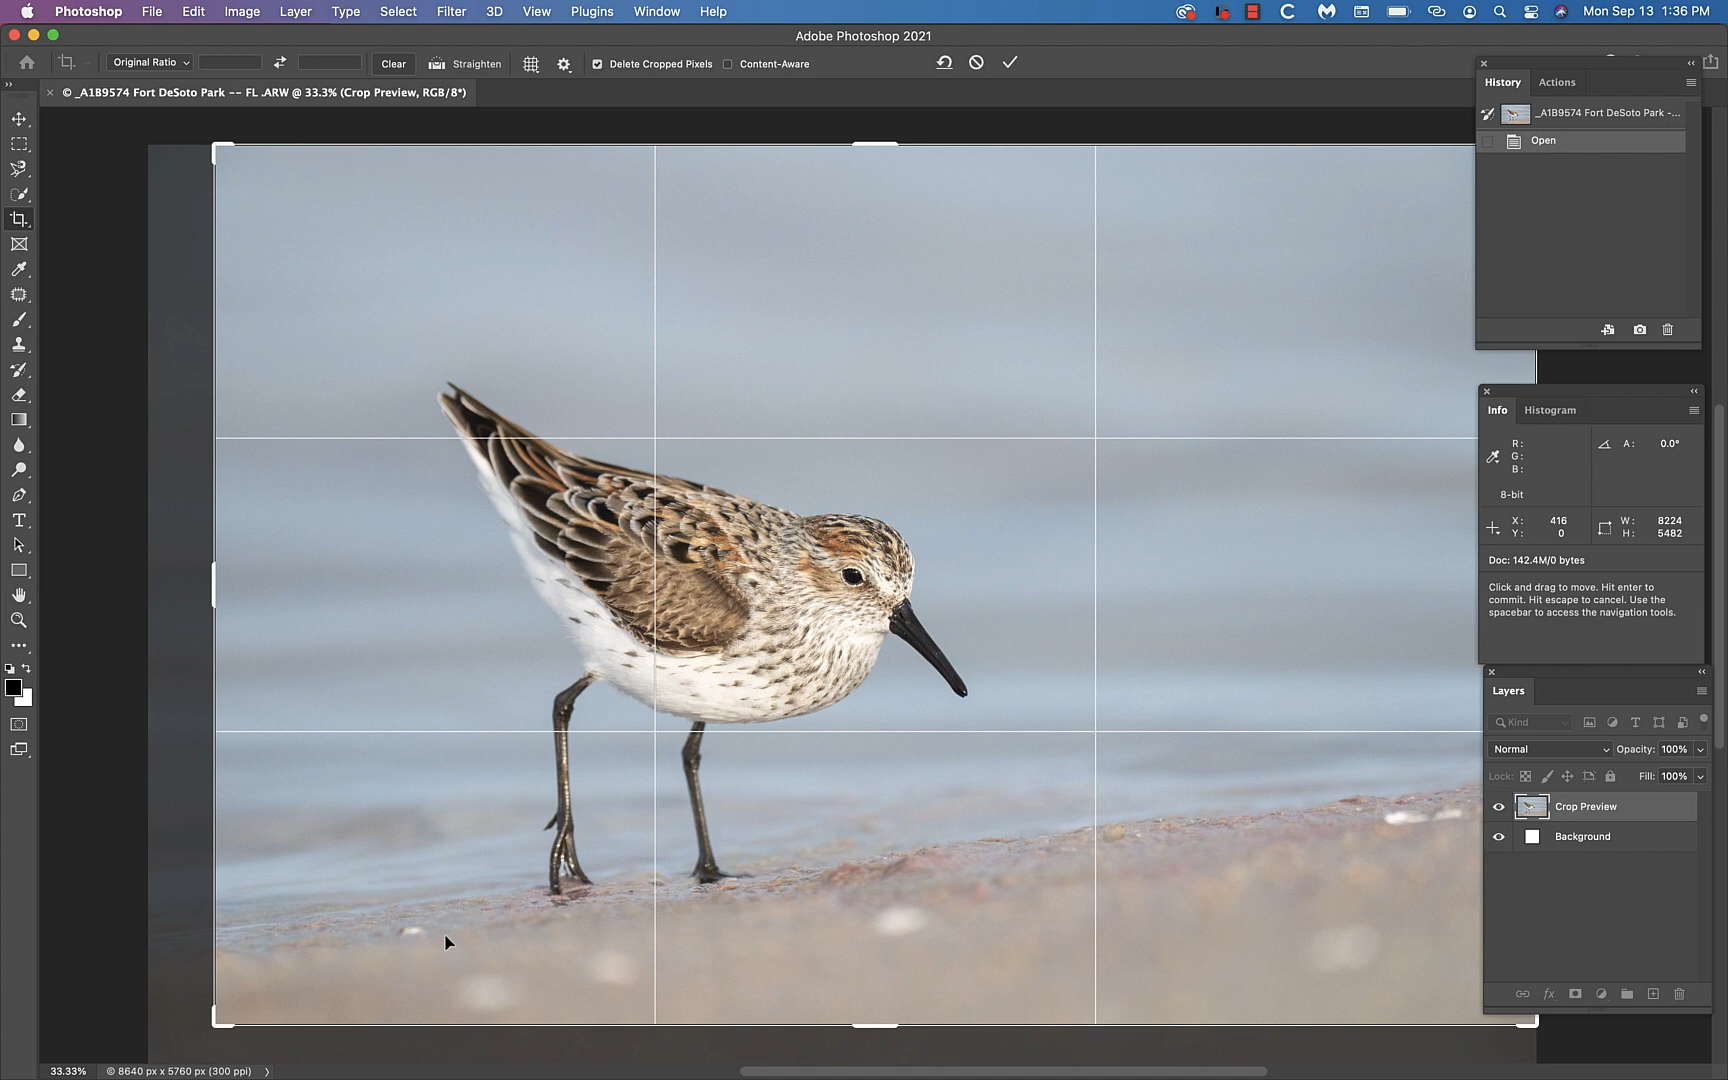 Photoshop File Edit Image Layer Type Select Filter 3D View Plugins Window Help Mon Sep 13 1:36 PM
Adobe Photoshop 2021
Original Ratio Clear Straighten Delete Cropped Pixels Content-Aware
© _A1B9574 Fort DeSoto Park -- FL .ARW @ 33.3% (Crop Preview, RGB/8*)
History Actions
_A1B9574 Fort DeSoto Park -...
Open
Info Histogram
R: A: 0.0°
G:
B:
8-bit
X: 416 W: 8224
Y: 0 H: 5482
Doc: 142.4M/0 bytes
Click and drag to move. Hit enter to
commit. Hit escape to cancel. Use the
spacebar to access the navigation tools.
Layers
Kind
Normal Opacity: 100%
Lock: Fill: 100%
Crop Preview
Background
fx
33.33% © 8640 px x 5760 px (300 ppi)